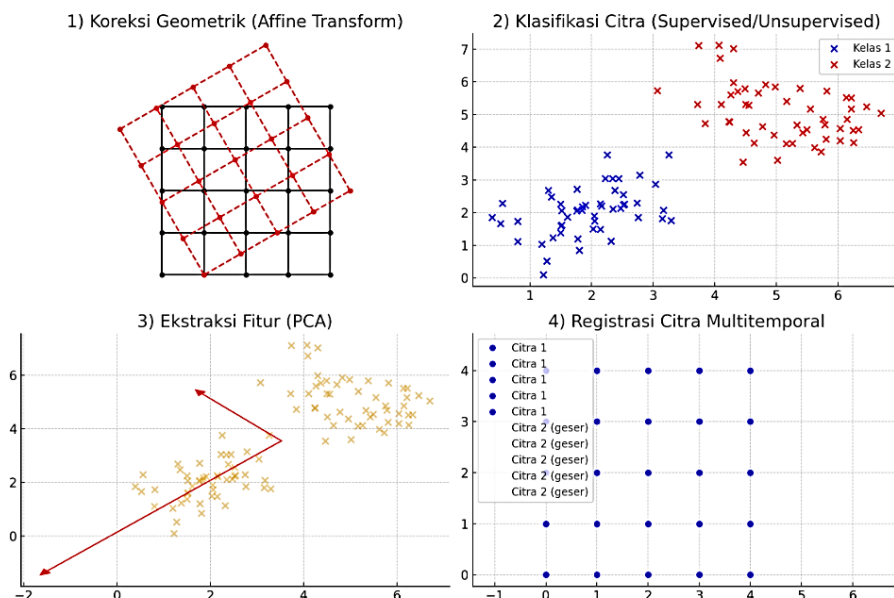 1) Koreksi Geometrik (Affine Transform)
2) Klasifikasi Citra (Supervised/Unsupervised)
7
6
5
4
3
2
1
0
Kelas 1
Kelas 2
1
2
3
4
5
6
3) Ekstraksi Fitur (PCA)
6
4
2
0
−2
0
2
4
6
4) Registrasi Citra Multitemporal
4
3
2
1
0
Citra 1
Citra 1
Citra 1
Citra 1
Citra 1
Citra 2 (geser)
Citra 2 (geser)
Citra 2 (geser)
Citra 2 (geser)
Citra 2 (geser)
−1
0
1
2
3
4
5
6